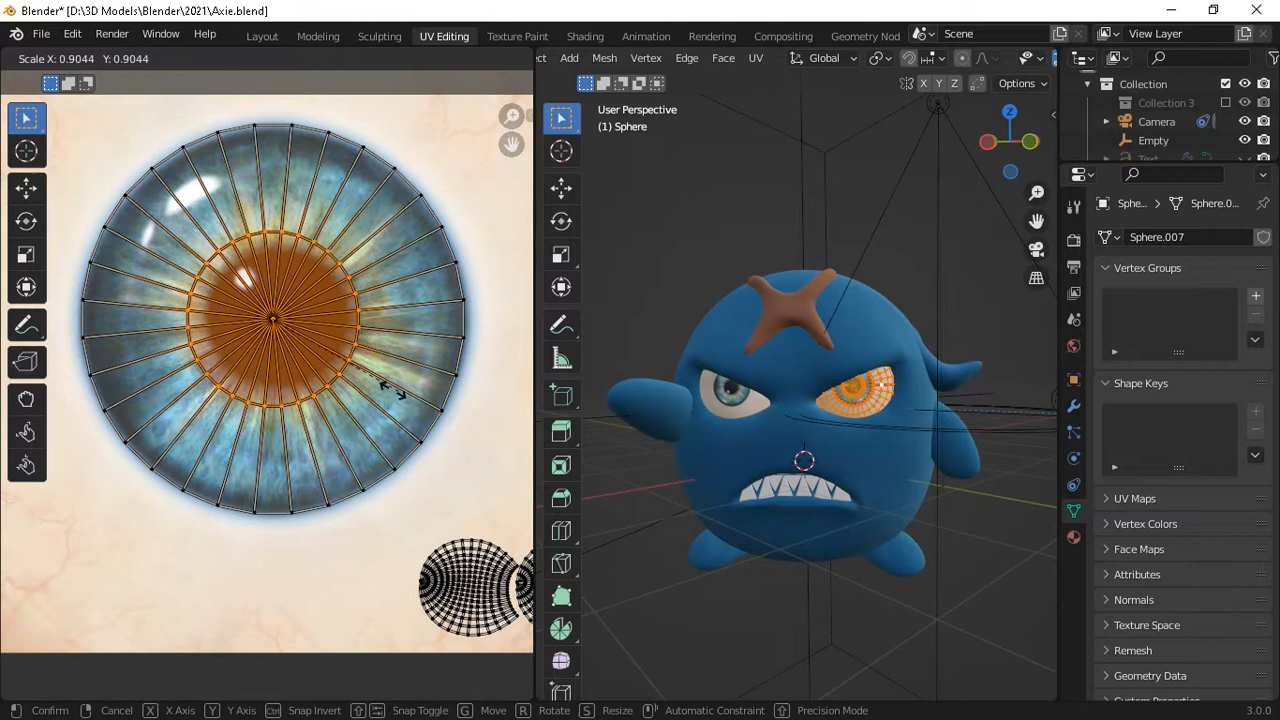 Blender* [D:\3D Models\Blender\2021\Axie.blend]
File Edit Render Window Help Layout Modeling Sculpting UV Editing Texture Paint Shading Animation Rendering Compositing Geometry Nod Scene View Layer
Scale X: 0.9044 Y: 0.9044
ect Add Mesh Vertex Edge Face UV Global
X Y Z Options
User Perspective
(1) Sphere
Z
Collection
Collection 3
Camera
Empty
Text
Sphe... Sphere.0...
Sphere.007
Vertex Groups
Shape Keys
UV Maps
Vertex Colors
Face Maps
Attributes
Normals
Texture Space
Remesh
Geometry Data
Custom Properties
Confirm Cancel X X Axis Y Y Axis Ctrl Snap Invert Snap Toggle G Move R Rotate S Resize Automatic Constraint Precision Mode 3.0.0